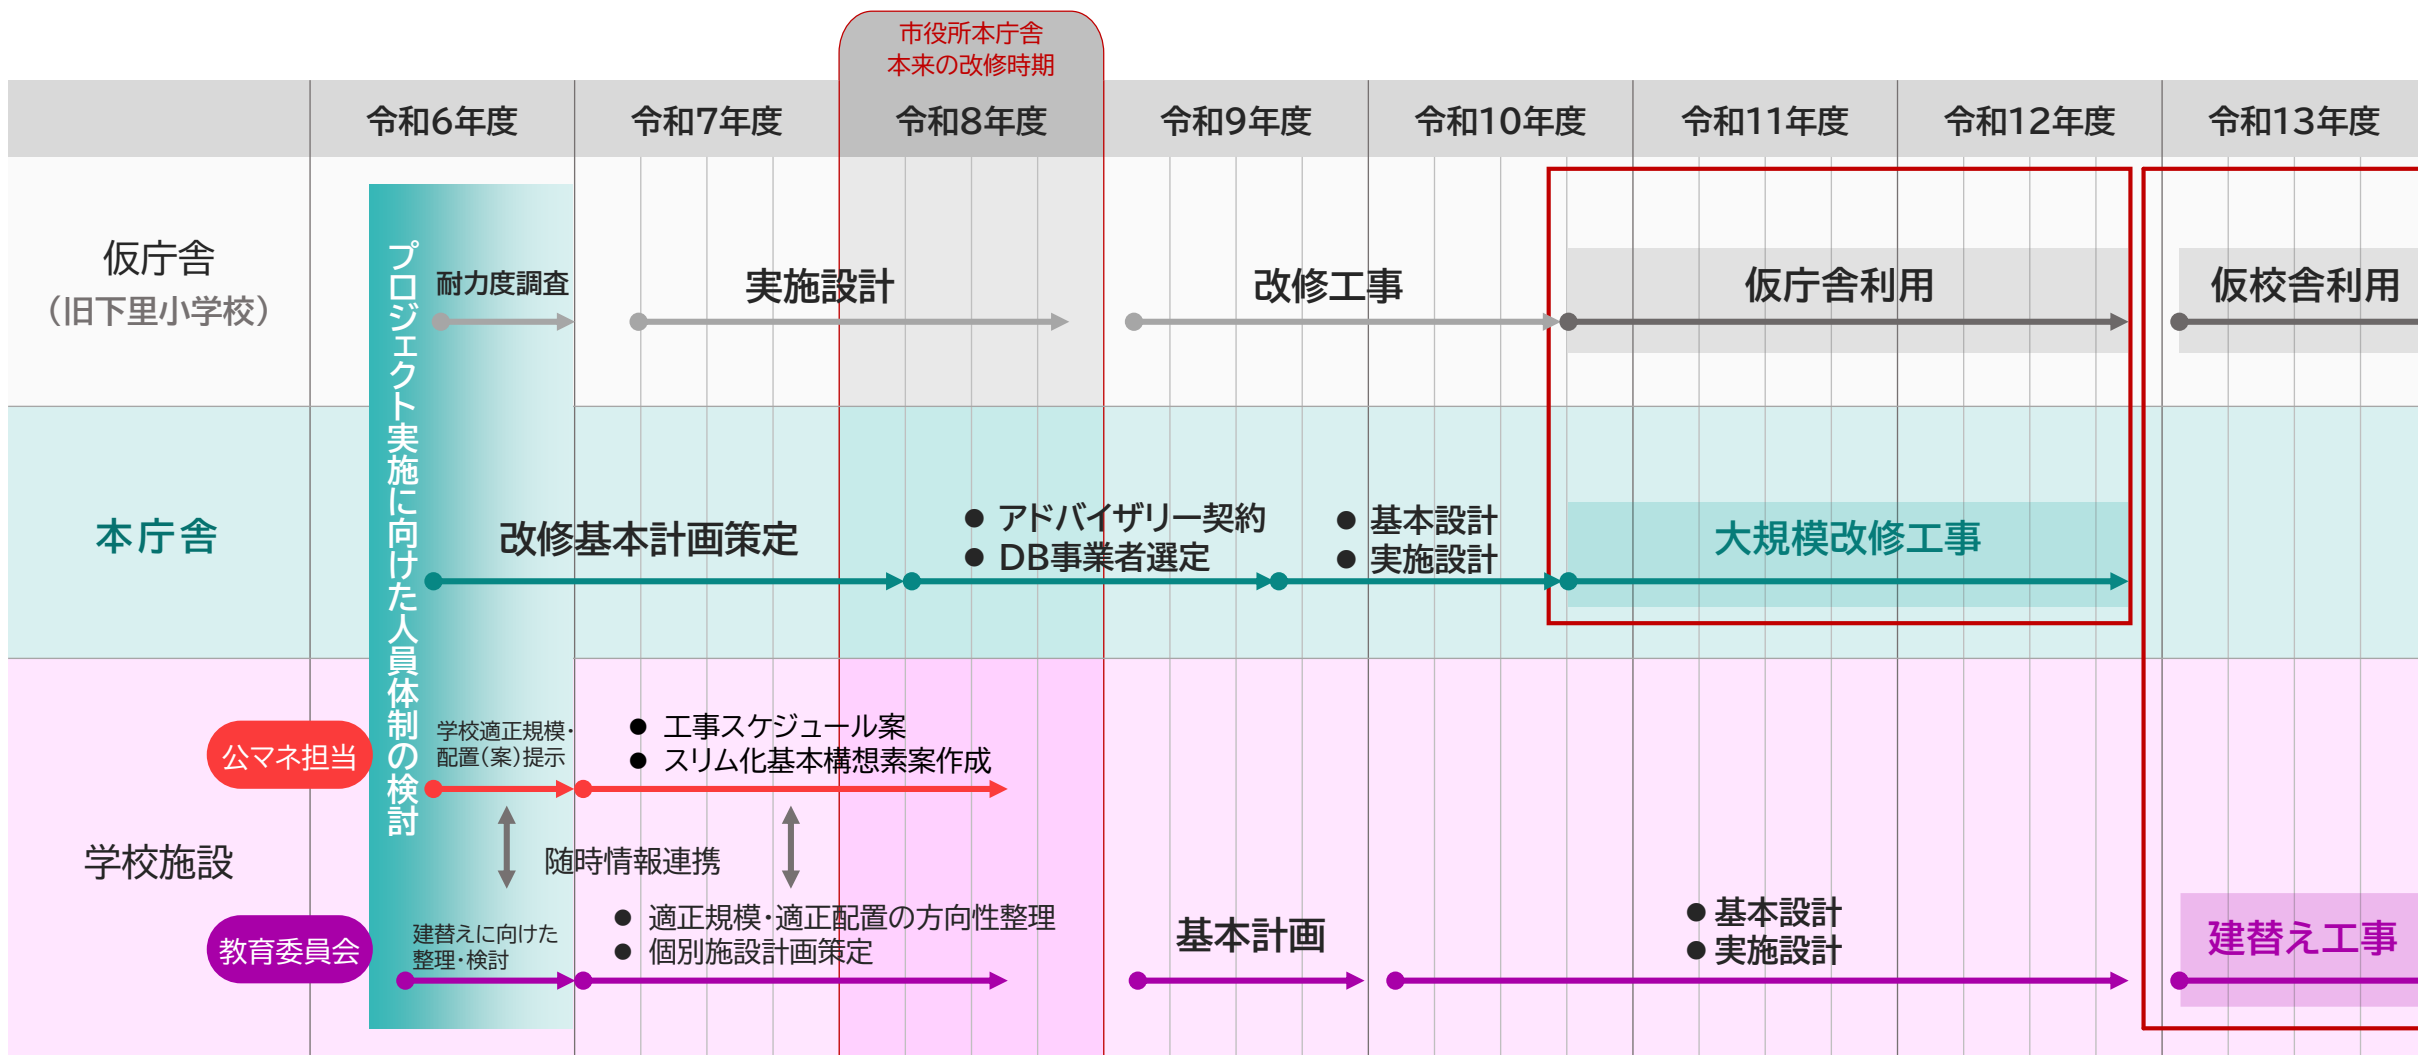 市役所本庁舎
本来の改修時期
令和6年度
令和7年度
令和8年度
令和9年度
令和10年度
令和11年度
令和12年度
令和13年度
プロジェクト実施に向けた人員体制の検討
仮庁舎
（旧下里小学校）
耐力度調査
実施設計
改修工事
仮庁舎利用
仮校舎利用
本庁舎
改修基本計画策定
● アドバイザリー契約
● DB事業者選定
● 基本設計
● 実施設計
大規模改修工事
学校施設
公マネ担当
学校適正規模・
配置（案）提示
● 工事スケジュール案
● スリム化基本構想素案作成
随時情報連携
教育委員会
建替えに向けた
整理・検討
● 適正規模・適正配置の方向性整理
● 個別施設計画策定
基本計画
● 基本設計
● 実施設計
建替え工事